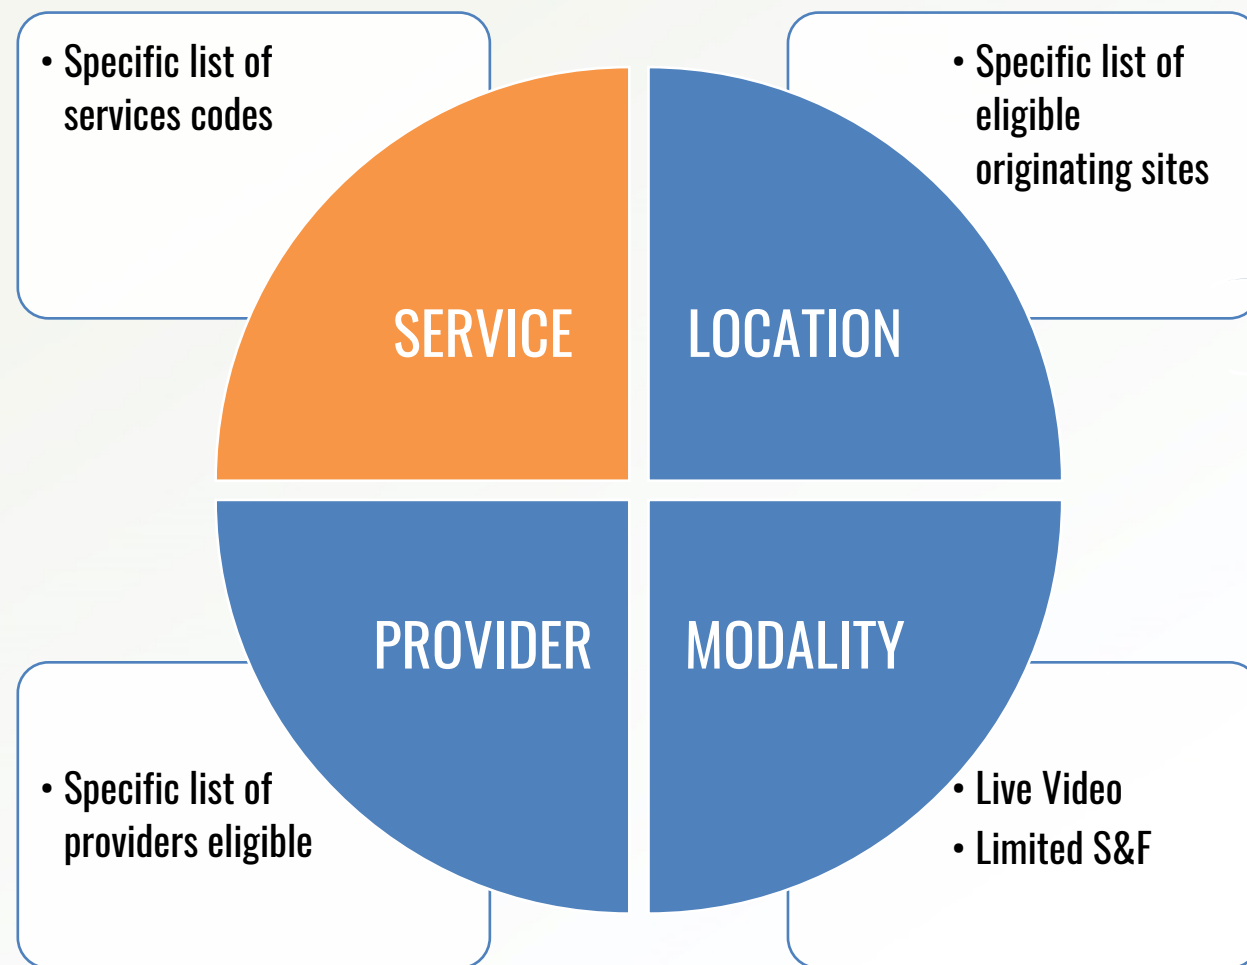 • Specific list of
services codes
• Specific list of
eligible
originating sites
SERVICE
LOCATION
PROVIDER
MODALITY
• Specific list of
providers eligible
• Live Video
• Limited S&F